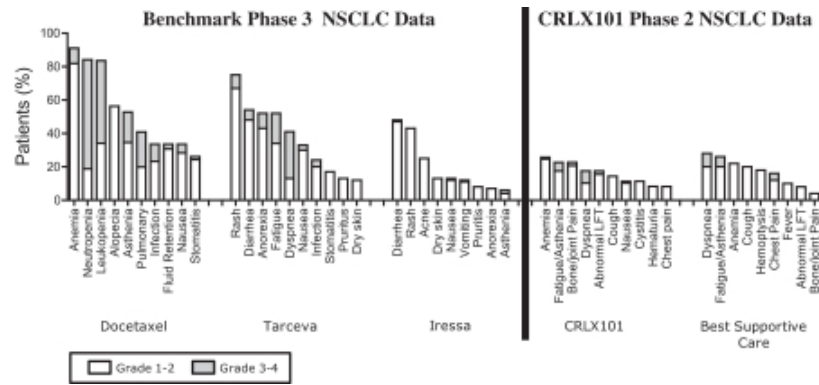 Benchmark Phase 3 NSCLC Data
CRLX101 Phase 2 NSCLC Data
Patients (%)
100
80
60
40
20
0
Anemia
Neutropenia
Leukopenia
Alopecia
Asthenia
Pulmonary
Infection
Fluid Retention
Nausea
Stomatitis
Docetaxel
Rash
Diarrhea
Anorexia
Fatigue
Dyspnea
Nausea
Infection
Stomatitis
Pruritus
Dry skin
Tarceva
Diarrhea
Rash
Acne
Dry skin
Nausea
Vomiting
Pruritis
Anorexia
Asthenia
Iressa
Anemia
Fatigue/Asthenia
Bone/joint Pain
Dyspnea
Abnormal LFT
Cough
Nausea
Cystitis
Hematuria
Chest pain
CRLX101
Dyspnea
Fatigue/Asthenia
Anemia
Cough
Hemoptysis
Chest Pain
Fever
Abnormal LFT
Bone/joint Pain
Best Supportive
Care
Grade 1-2
Grade 3-4